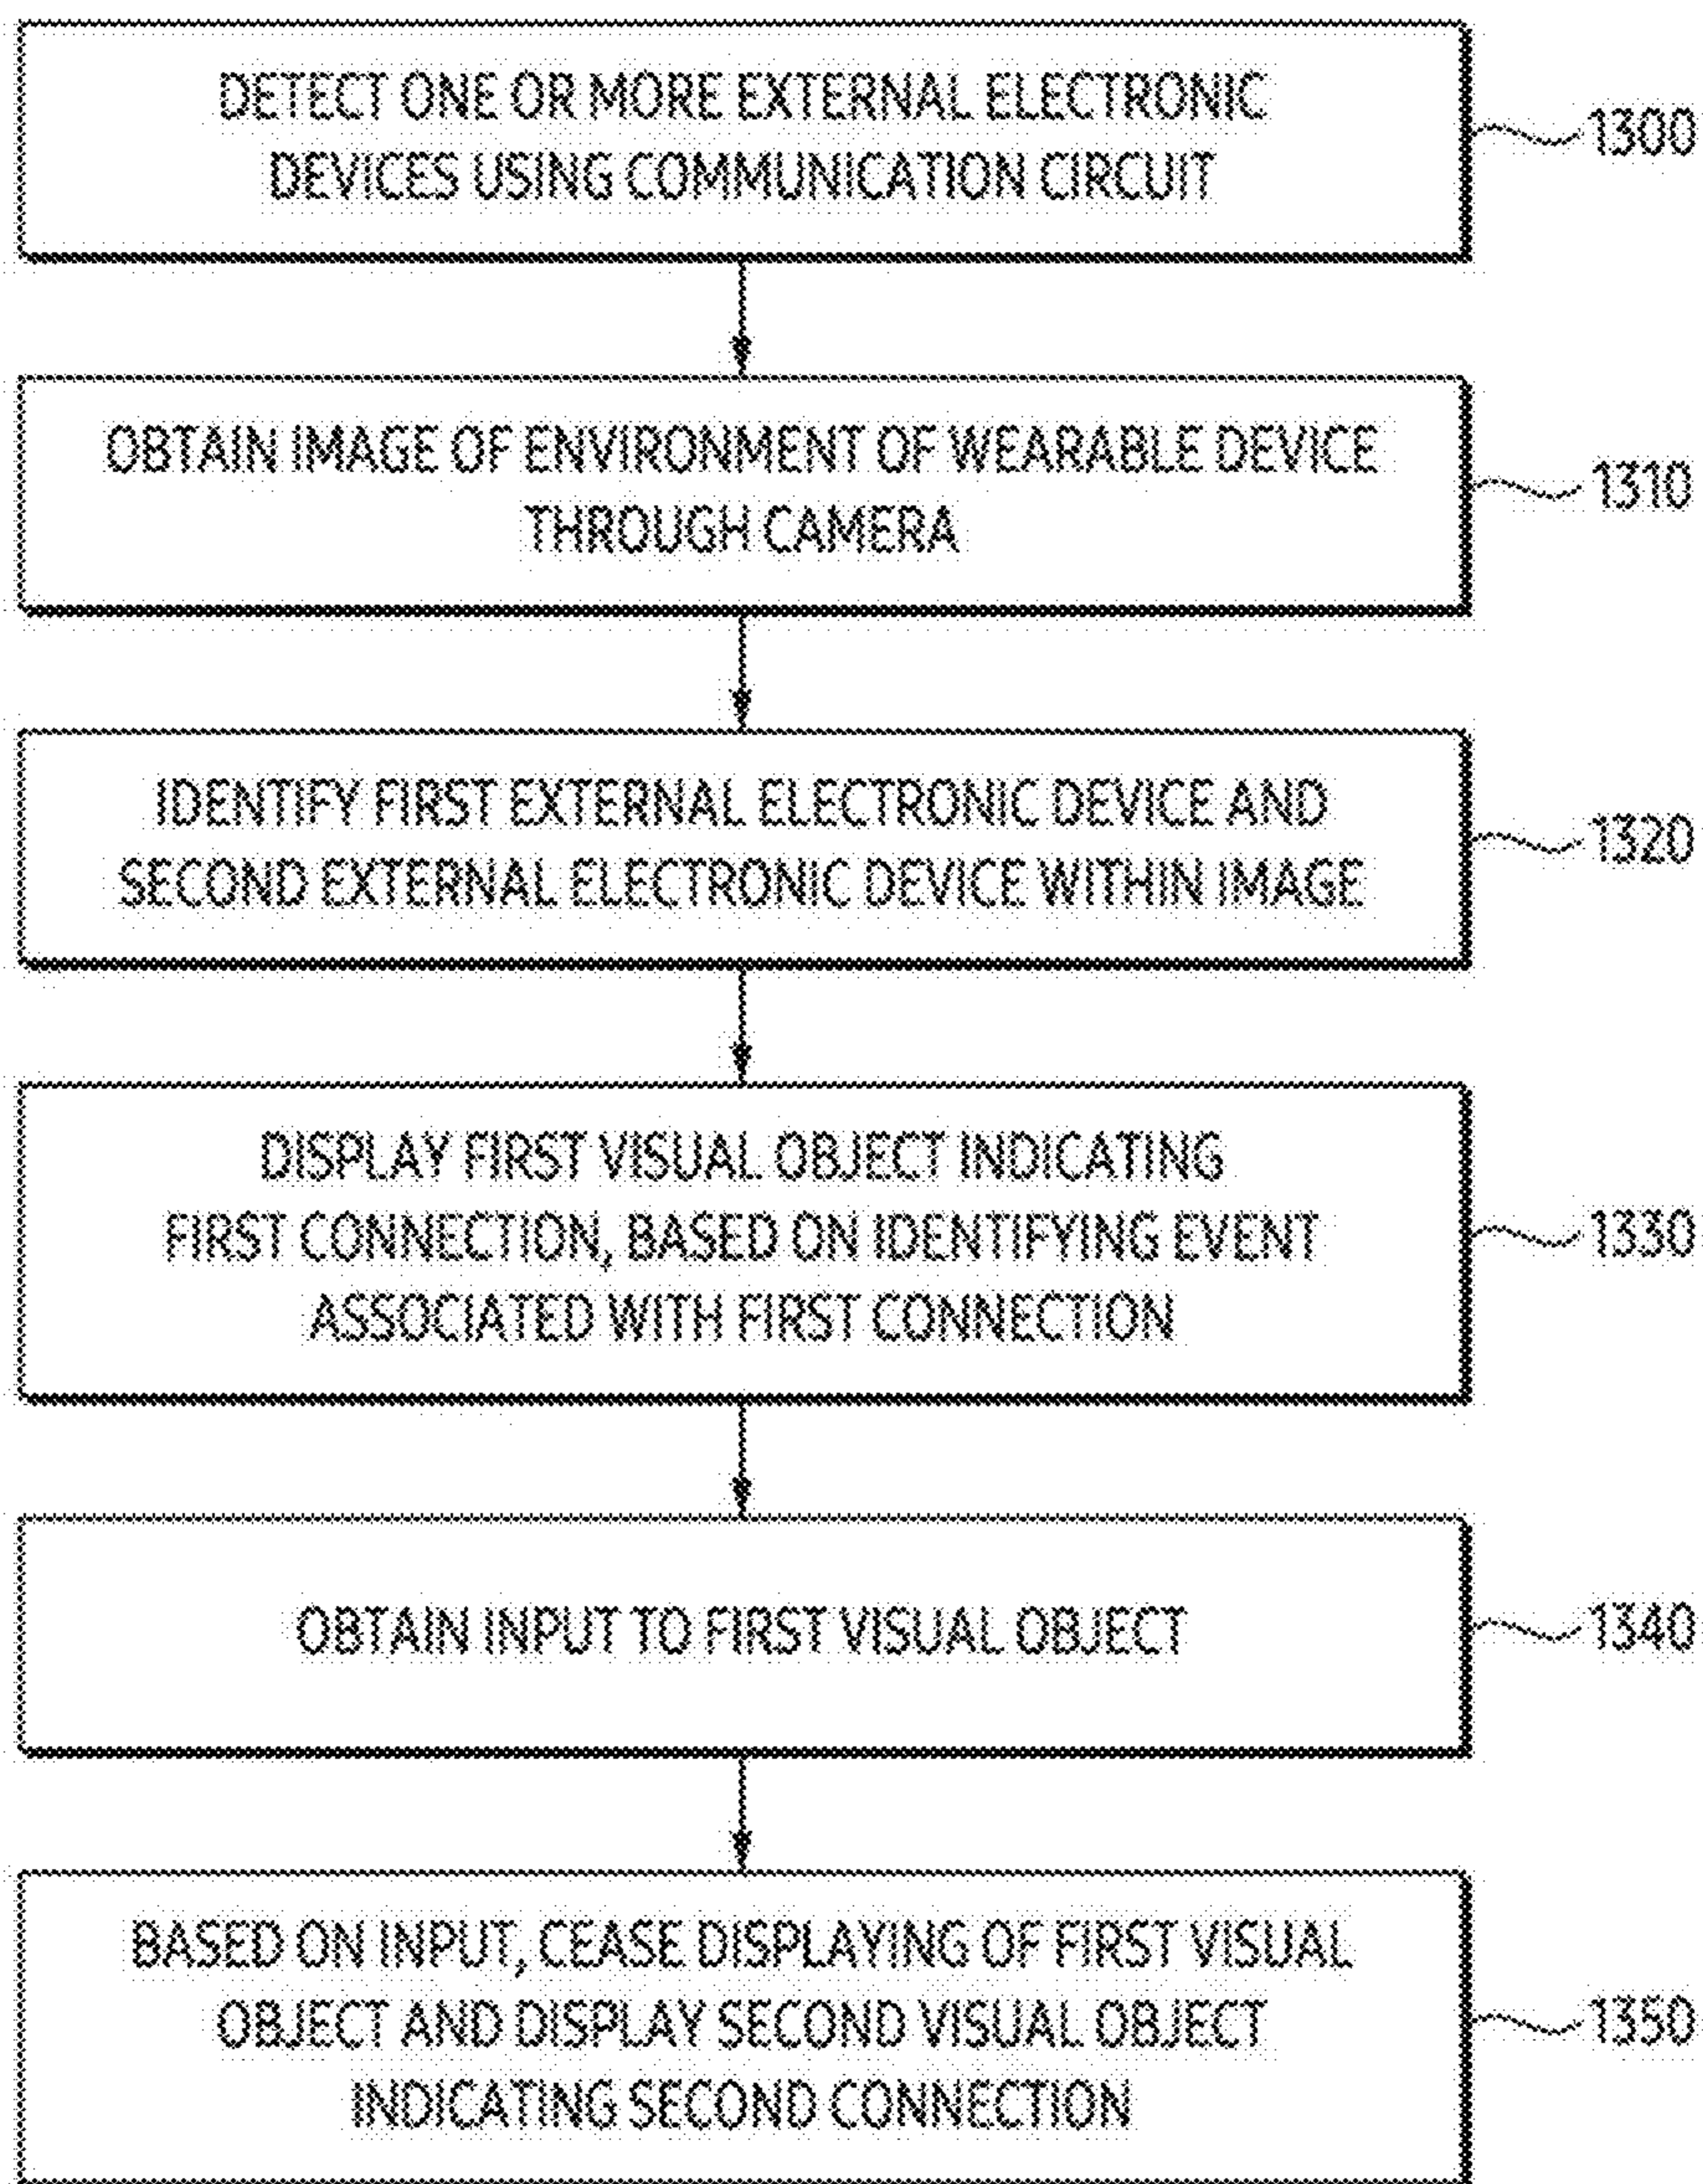 DETECT ONE OR MORE EXTERNAL ELECTRONIC
DEVICES USING COMMUNICATION CIRCUIT
1300
OBTAIN IMAGE OF ENVIRONMENT OF WEARABLE DEVICE
THROUGH CAMERA
1310
IDENTIFY FIRST EXTERNAL ELECTRONIC DEVICE AND
SECOND EXTERNAL ELECTRONIC DEVICE WITHIN IMAGE
1320
DISPLAY FIRST VISUAL OBJECT INDICATING
FIRST CONNECTION, BASED ON IDENTIFYING EVENT
ASSOCIATED WITH FIRST CONNECTION
1330
OBTAIN INPUT TO FIRST VISUAL OBJECT
1340
BASED ON INPUT, CEASE DISPLAYING OF FIRST VISUAL
OBJECT AND DISPLAY SECOND VISUAL OBJECT
INDICATING SECOND CONNECTION
1350